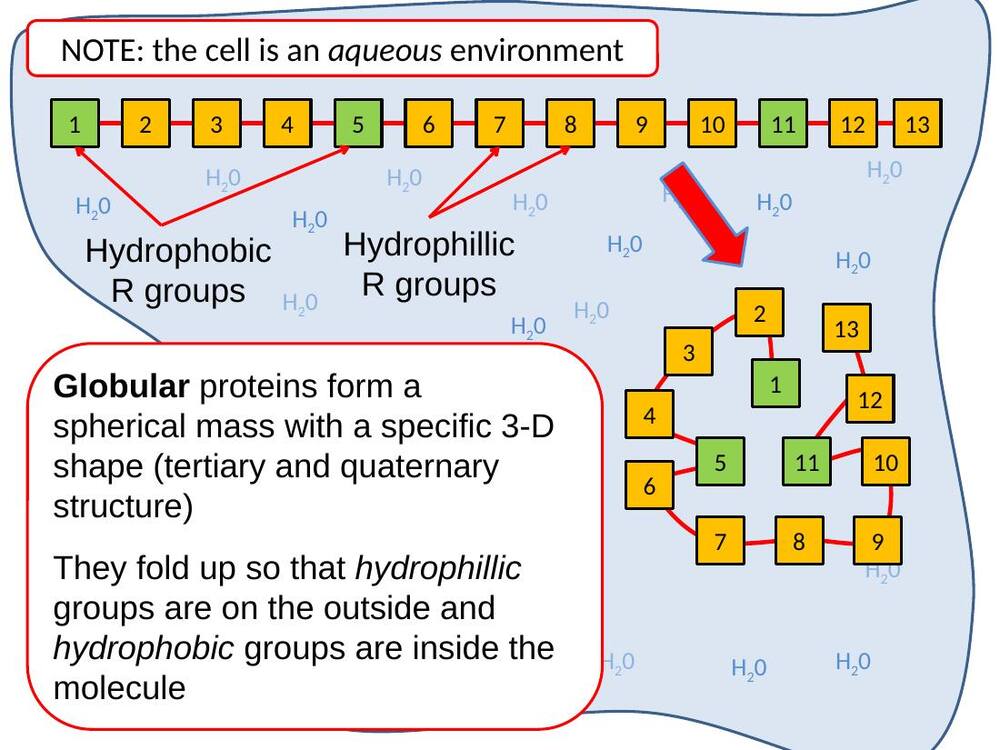 NOTE: the cell is an aqueous environment
1 2 3 4 5 6 7 8 9 10 11 12 13
H₂0 H₂0 H₂0
H₂0 H₂0 H₂0
H₂0
H₂0 H₂0
Hydrophobic
R groups
Hydrophillic
R groups
H₂0 H₂0
H₂0 H₂0
2
13
3
1
12
4
5
11
10
6
7
8
9
H₂0
Globular proteins form a
spherical mass with a specific 3-D
shape (tertiary and quaternary
structure)
They fold up so that hydrophillic
groups are on the outside and
hydrophobic groups are inside the
molecule
H₂0 H₂0 H₂0